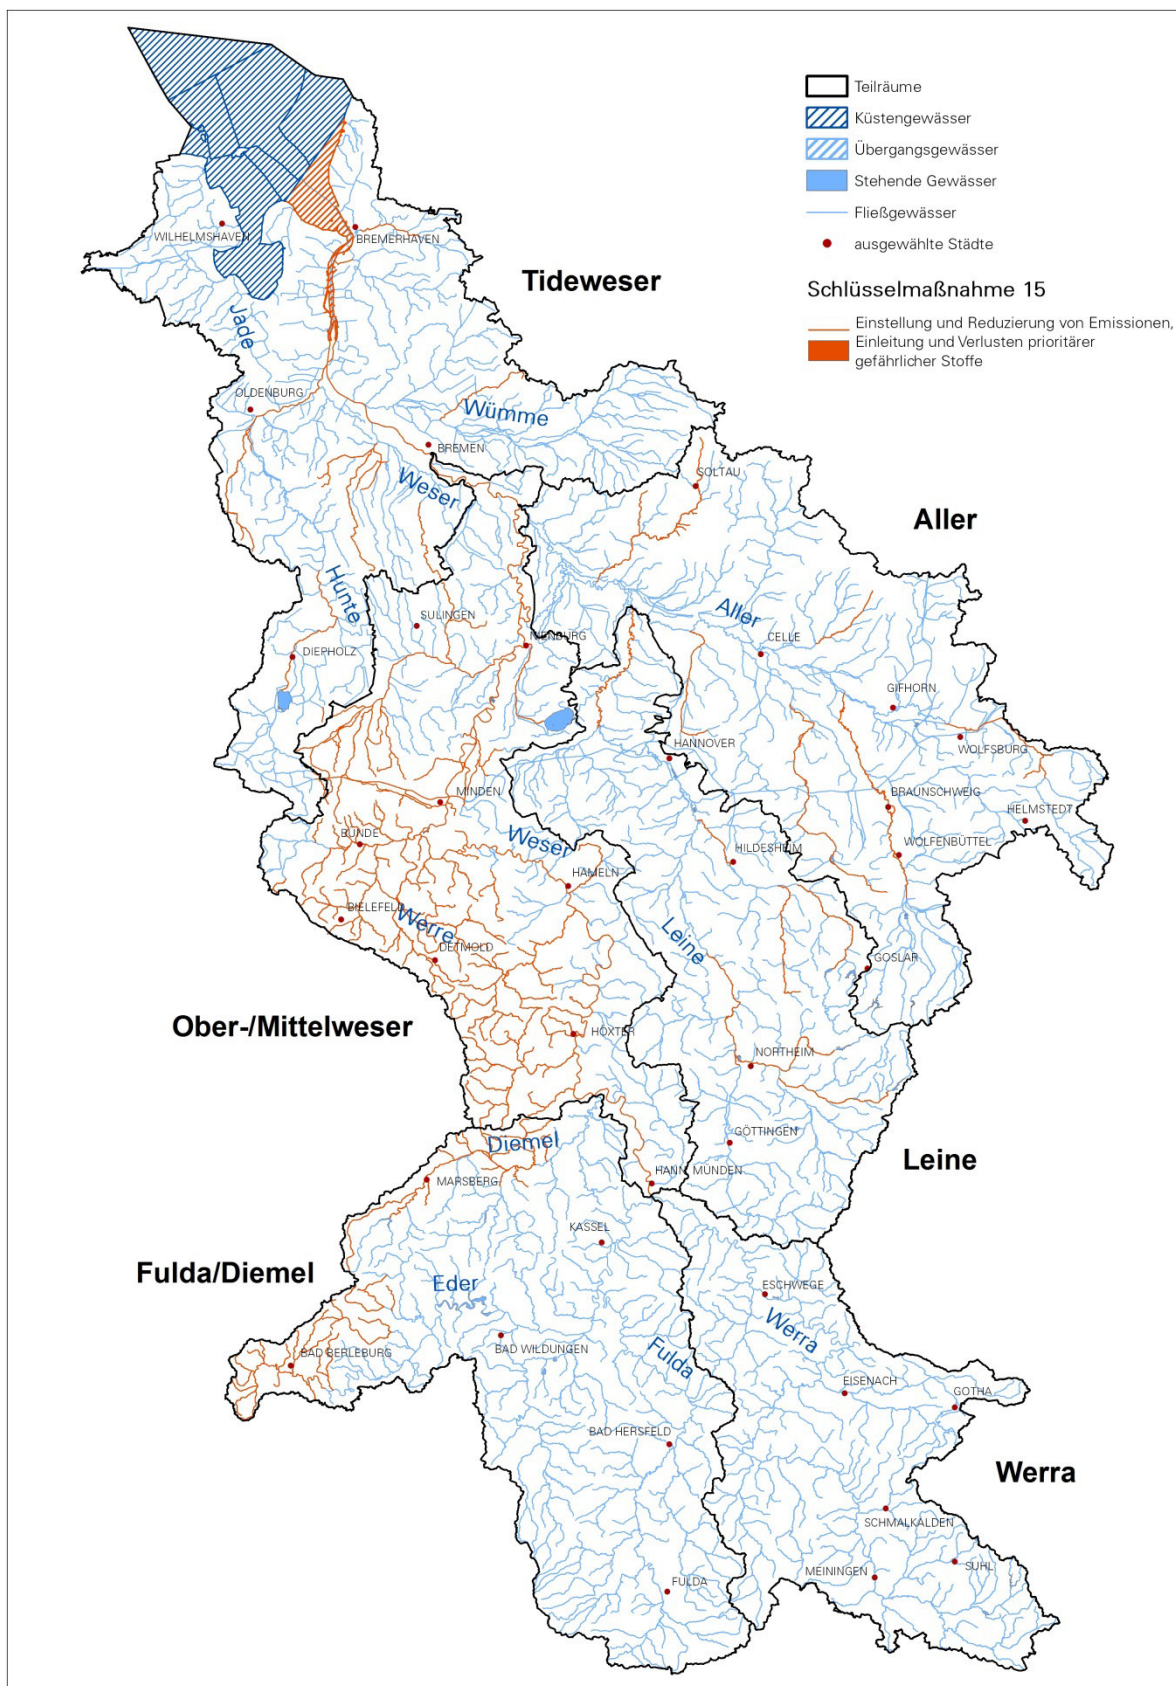 Teilräume
Küstengewässer
Übergangsgewässer
Stehende Gewässer
Fließgewässer
ausgewählte Städte
Schlüsselmaßnahme 15
Einstellung und Reduzierung von Emissionen,
Einleitung und Verlusten prioritärer
gefährlicher Stoffe
WILHELMSHAVEN
BREMERHAVEN
Tideweser
Jade
OLDENBURG
Wümme
BREMEN
Weser
SOLTAU
Aller
Hunte
Aller
SULINGEN
NIENBURG
CELLE
DIEPHOLZ
GIFHORN
HANNOVER
WOLFSBURG
MINDEN
BRAUNSCHWEIG
HELMSTEDT
BÜNDE
Weser
HILDESHEIM
WOLFENBÜTTEL
HAMELN
BIELEFELD
Werre
Leine
DETMOLD
GOSLAR
Ober-/Mittelweser
HÖXTER
NORTHEIM
GÖTTINGEN
Diemel
Leine
MARSBERG
HANN. MÜNDEN
KASSEL
Fulda/Diemel
Eder
ESCHWEGE
Werra
BAD BERLEBURG
BAD WILDUNGEN
Fulda
EISENACH
GOTHA
BAD HERSFELD
Werra
SCHMALKALDEN
SUHL
MEININGEN
FULDA